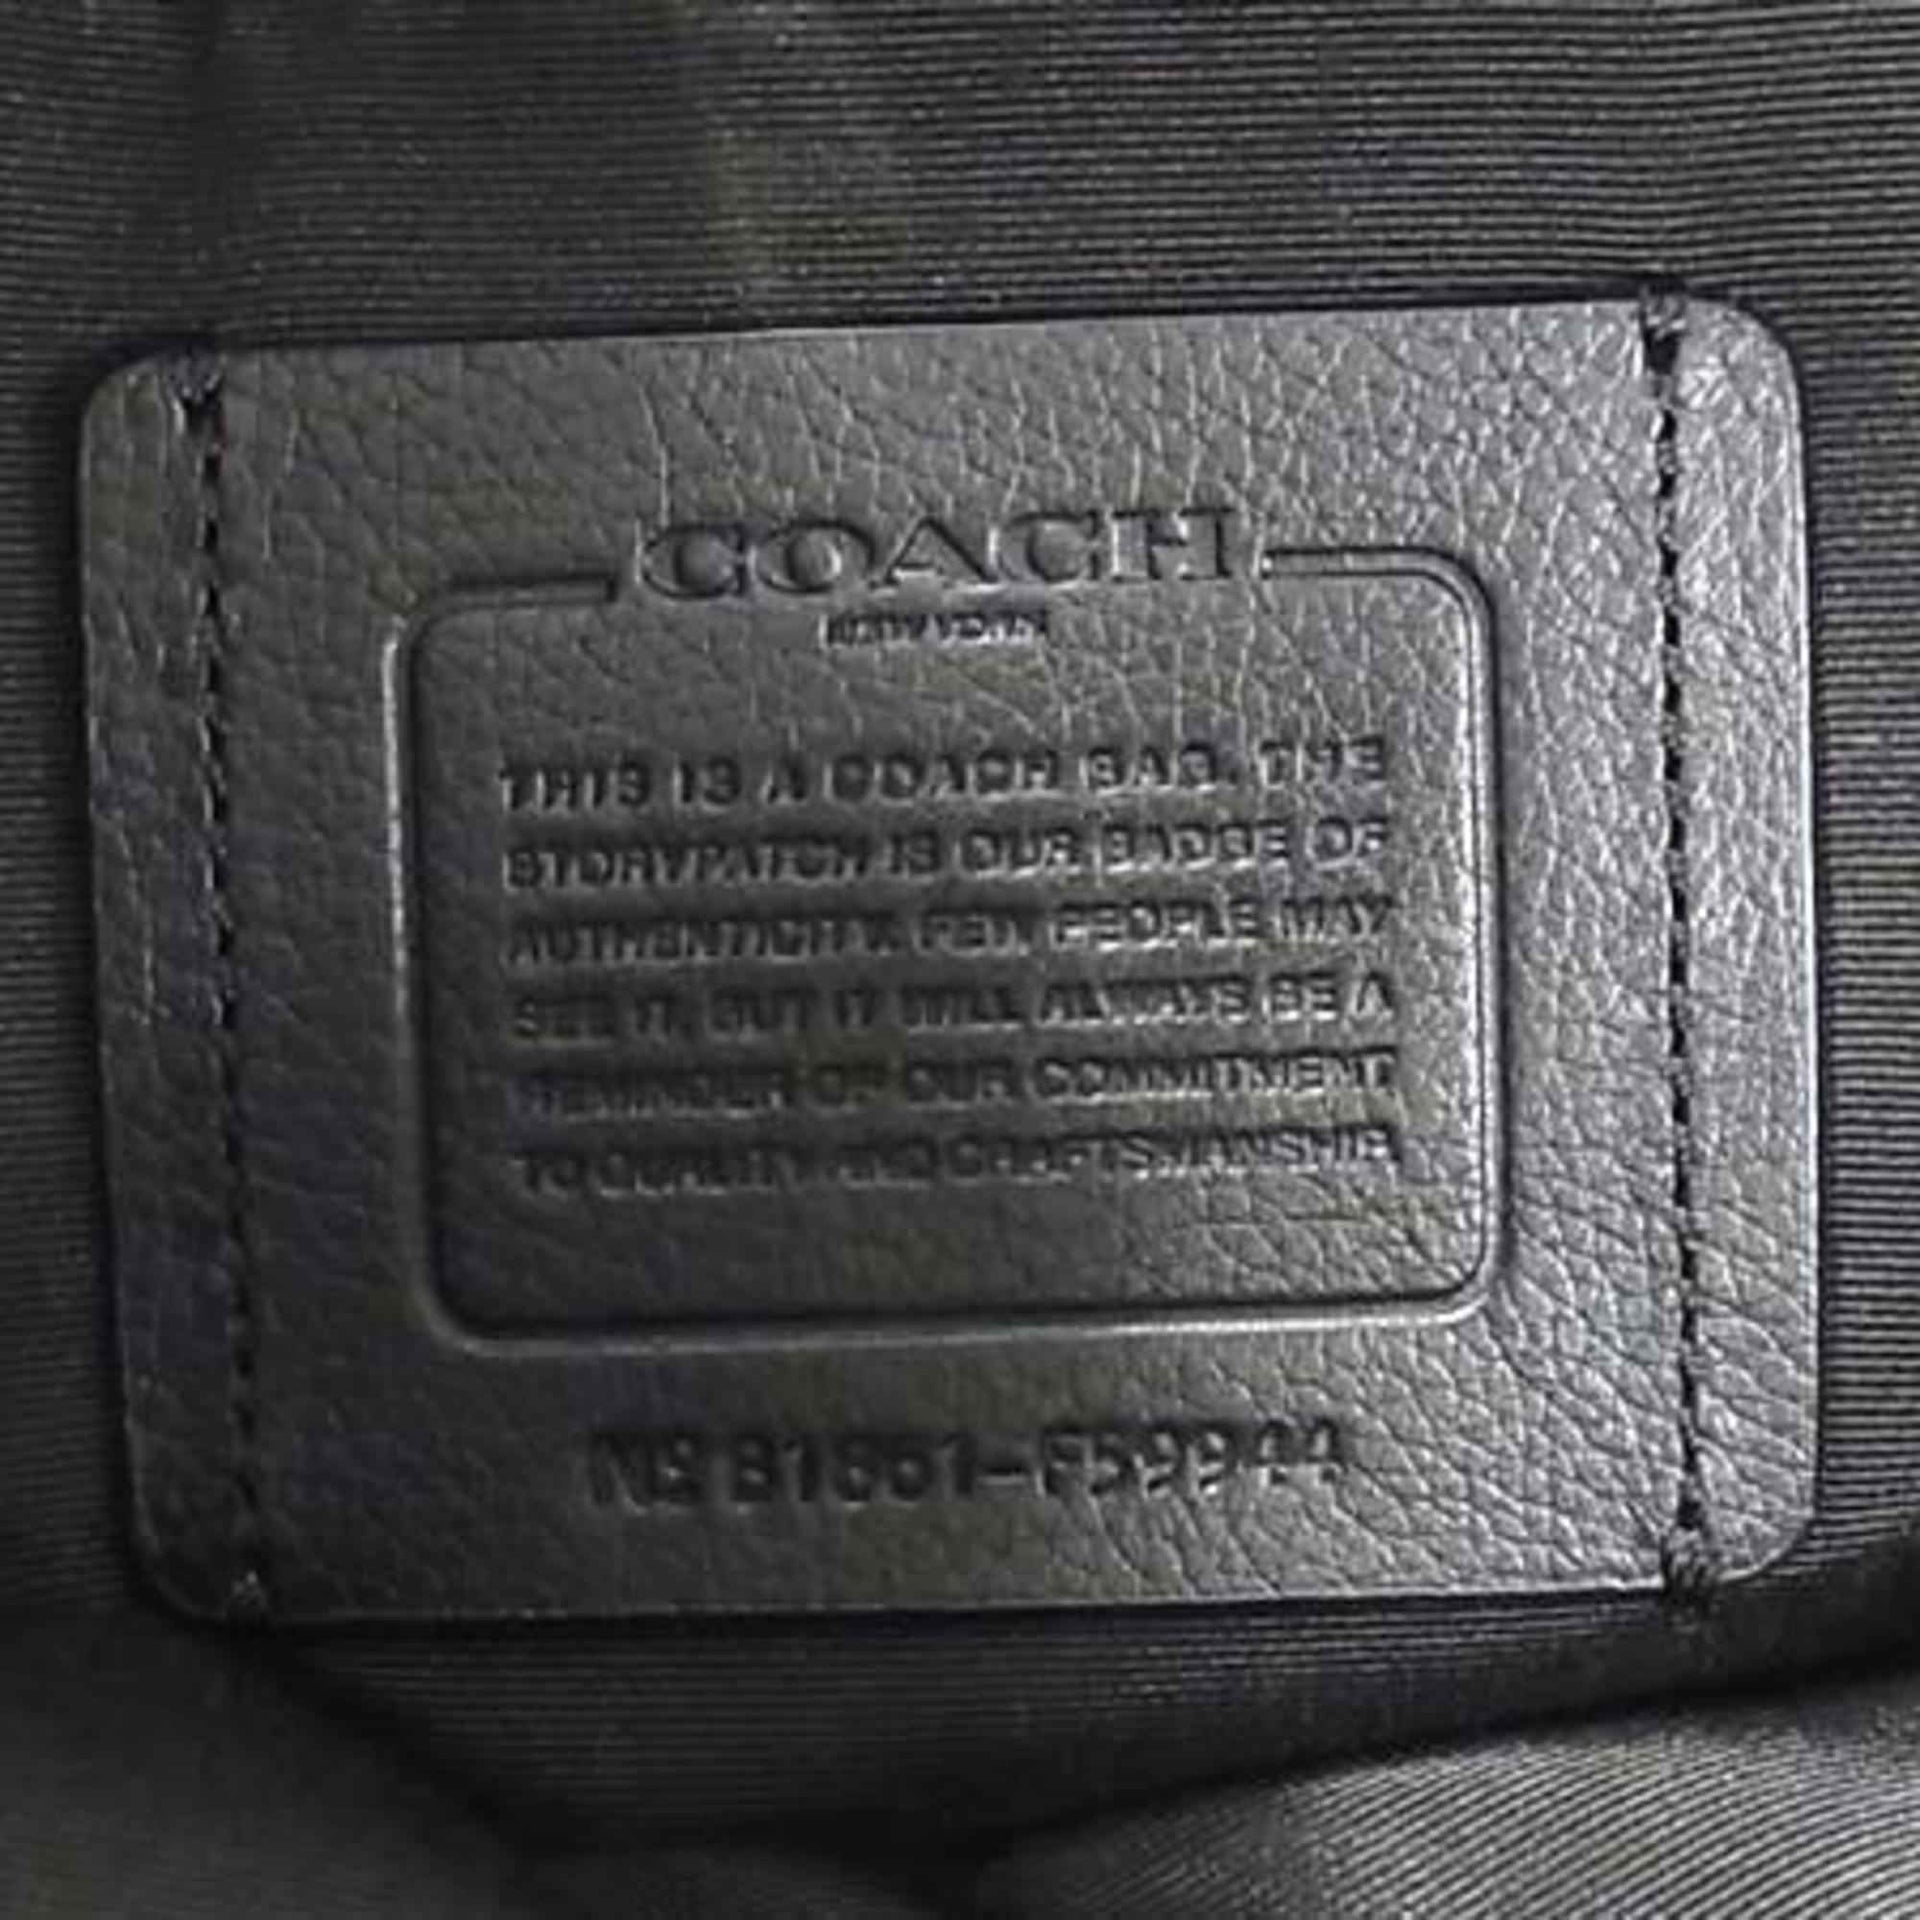 COACH
NEW YORK
THIS IS A COACH BAG. THE
STORYPATCH IS OUR BADGE OF
AUTHENTICITY. FEW PEOPLE MAY
SEE IT, BUT IT WILL ALWAYS BE A
REMINDER OF OUR COMMITMENT
TO QUALITY AND CRAFTSMANSHIP.